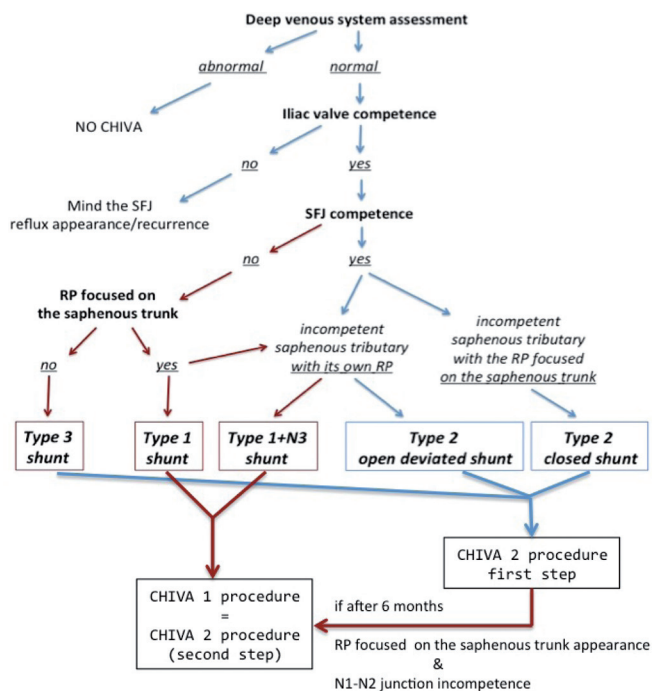 Deep venous system assessment
abnormal
normal
NO CHIVA
Iliac valve competence
no
yes
Mind the SFJ
reflux appearance/recurrence
SFJ competence
no
yes
RP focused on
the saphenous trunk
incompetent
saphenous tributary
with its own RP
incompetent
saphenous tributary
with the RP focused
on the saphenous trunk
no
yes
Type 3
shunt
Type 1
shunt
Type 1+N3
shunt
Type 2
open deviated shunt
Type 2
closed shunt
CHIVA 2 procedure
first step
CHIVA 1 procedure
=
CHIVA 2 procedure
(second step)
if after 6 months
RP focused on the saphenous trunk appearance
&
N1-N2 junction incompetence